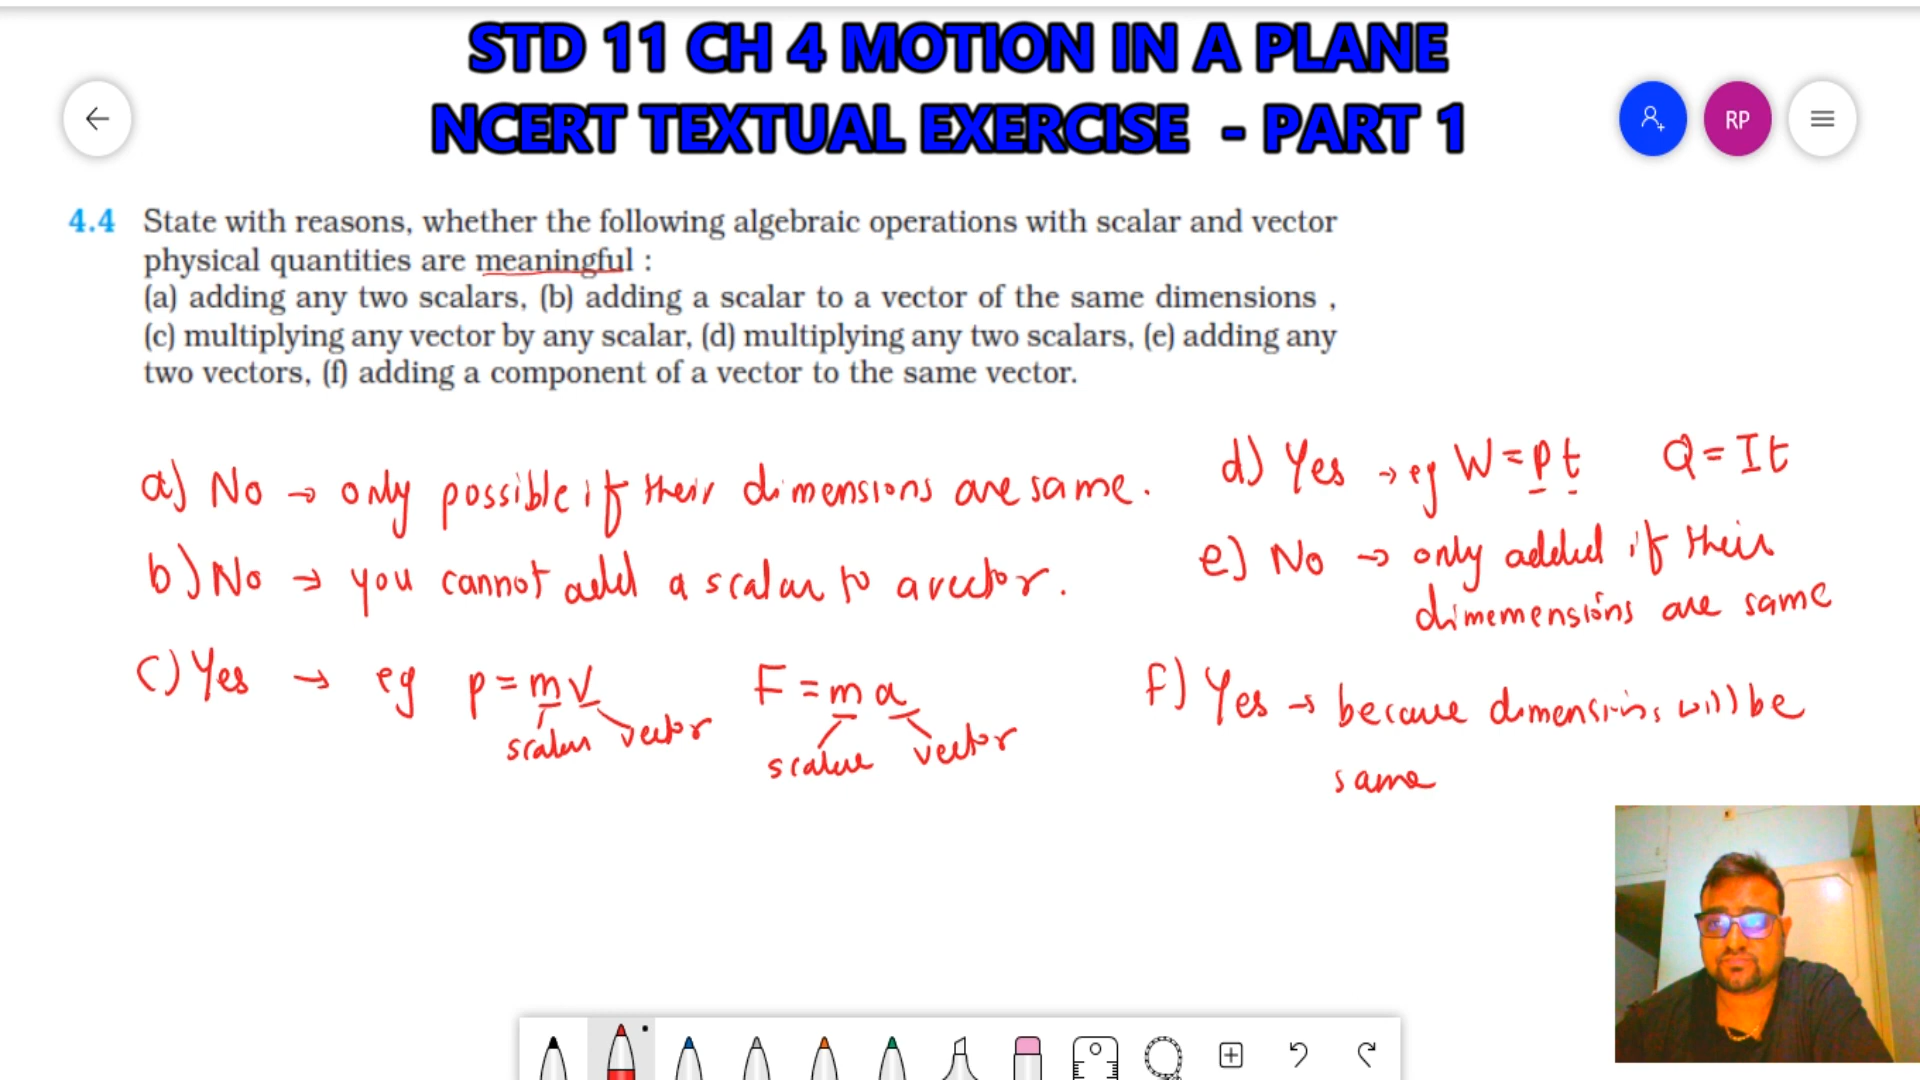 STD 11 CH 4 MOTION IN A PLANE
NCERT TEXTUAL EXERCISE - PART 1
RP
4.4 State with reasons, whether the following algebraic operations with scalar and vector
physical quantities are meaningful :
(a) adding any two scalars, (b) adding a scalar to a vector of the same dimensions ,
(c) multiplying any vector by any scalar, (d) multiplying any two scalars, (e) adding any
two vectors, (f) adding a component of a vector to the same vector.
a) No → only possible if their dimensions are same.
b) No → you cannot add a scalar to a vector.
c) Yes → eg p = mv F = ma
scalar vector scalar vector
d) Yes → eg W = pt Q = It
e) No → only added if their
dimemensions are same
f) Yes → because dimensions will be
same